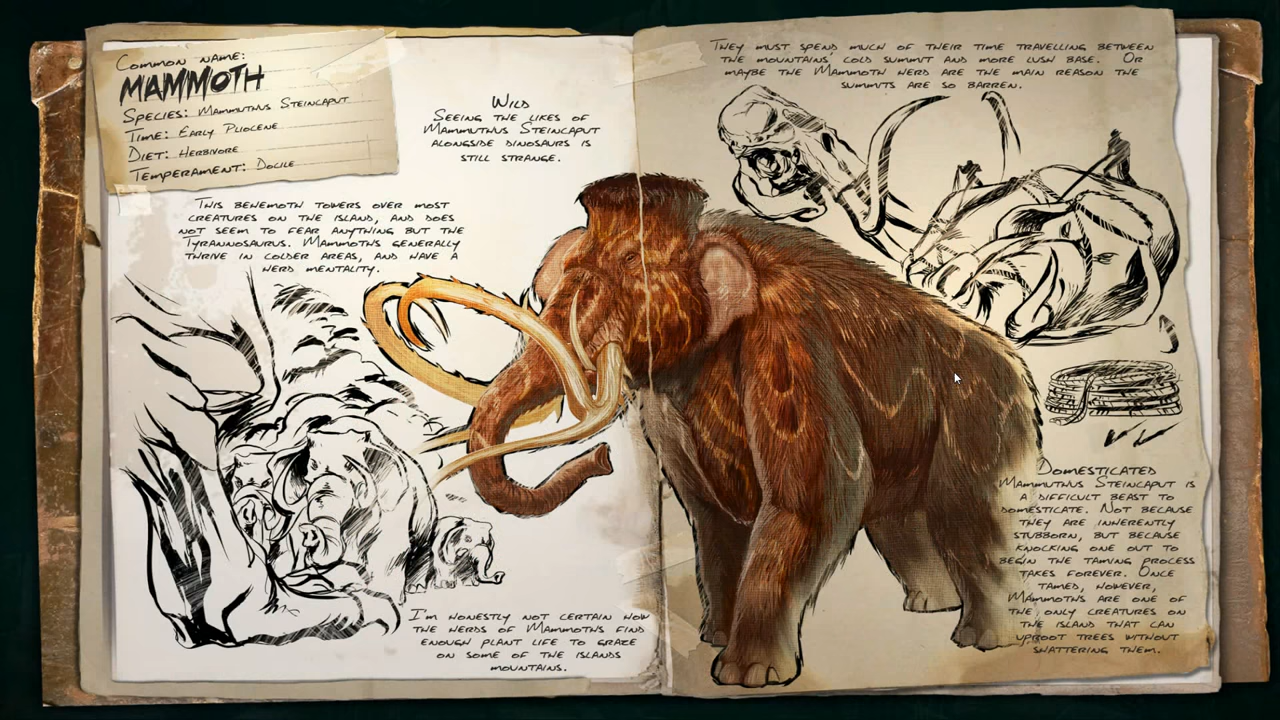 Common name:
MAMMOTH
Species: Mammuthus Steincaput
Time: Early Pliocene
Diet: Herbivore
Temperament: Docile
Wild
Seeing the likes of
Mammuthus Steincaput
alongside dinosaurs is
still strange.
This behemoth towers over most
creatures on the island, and does
not seem to fear anything but the
Tyrannosaurus. Mammoths generally
thrive in colder areas, and have a
herd mentality.
I'm honestly not certain how
the herds of Mammoths find
enough plant life to graze
on some of the islands
mountains.
They must spend much of their time travelling between
the mountains' cold summit and more lush base. Or
maybe the Mammoth herd are the main reason the
summits are so barren.
Domesticated
Mammuthus Steincaput is
a difficult beast to
domesticate. Not because
they are inherently
stubborn, but because
knocking one out to
begin the taming process
takes forever. Once
tamed, however,
Mammoths are one of
the only creatures on
the island that can
uproot trees without
shattering them.